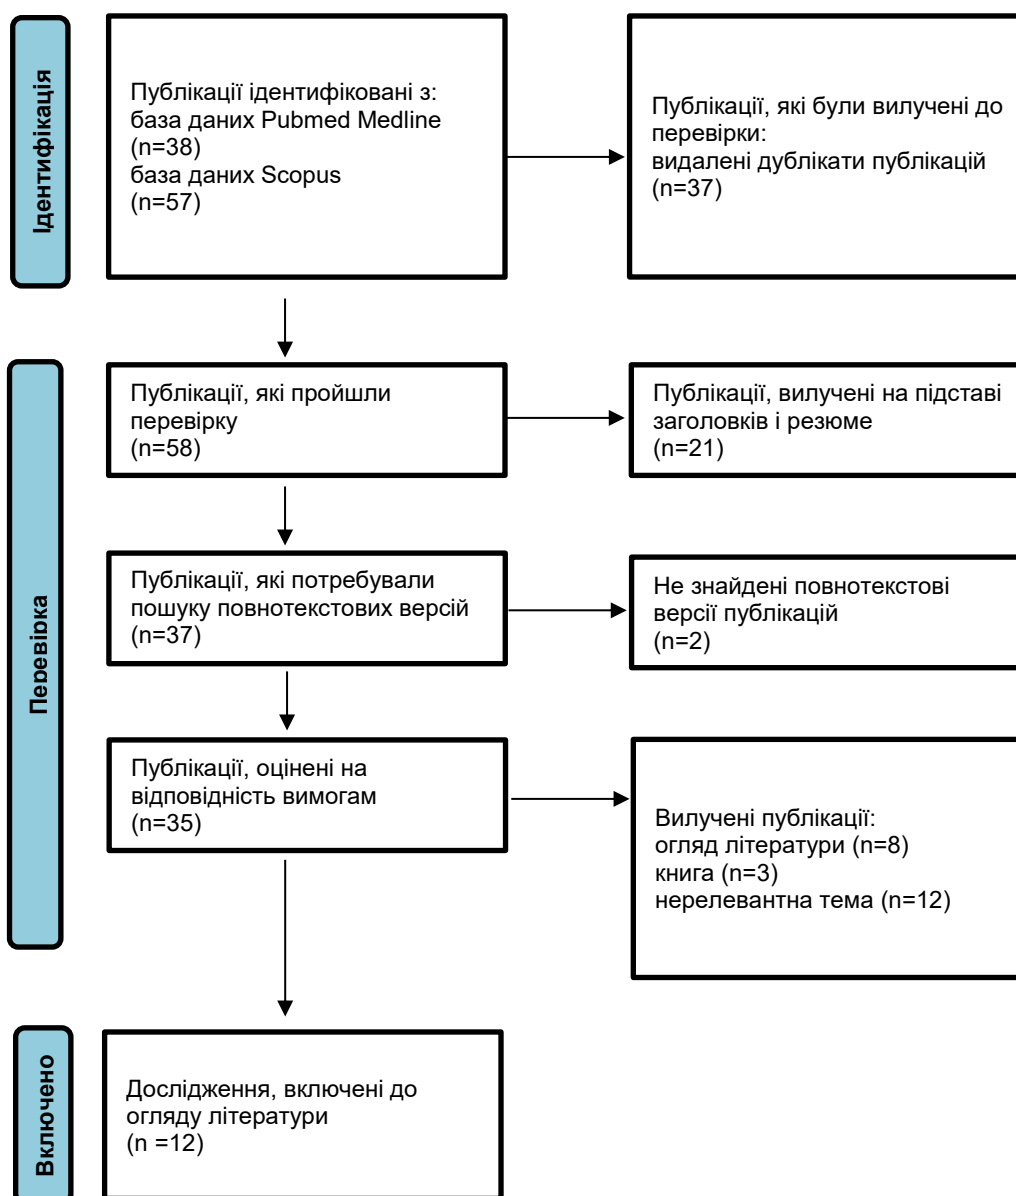 Ідентифікація
Публікації ідентифіковані з:
база даних Pubmed Medline
(n=38)
база даних Scopus
(n=57)
Публікації, які були вилучені до
перевірки:
видалені дублікати публікацій
(n=37)
Перевірка
Публікації, які пройшли
перевірку
(n=58)
Публікації, вилучені на підставі
заголовків і резюме
(n=21)
Публікації, які потребували
пошуку повнотекстових версій
(n=37)
Не знайдені повнотекстові
версії публікацій
(n=2)
Публікації, оцінені на
відповідність вимогам
(n=35)
Вилучені публікації:
огляд літератури (n=8)
книга (n=3)
нерелевантна тема (n=12)
Включено
Дослідження, включені до
огляду літератури
(n =12)